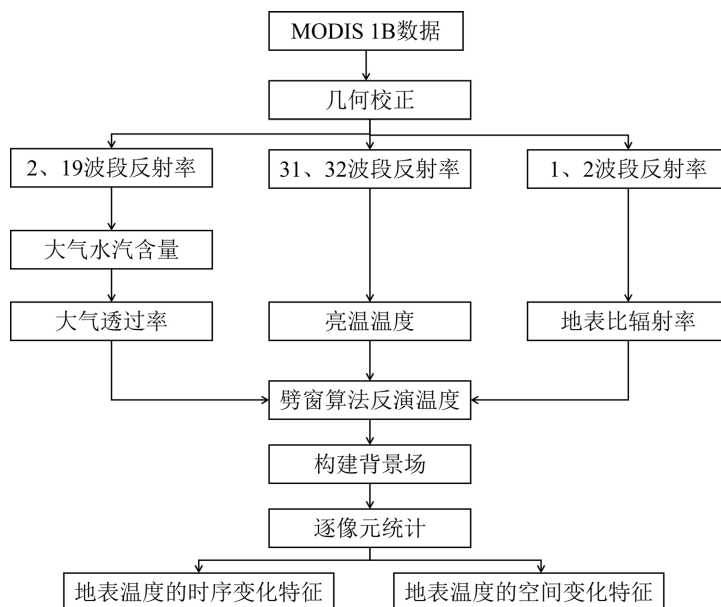 MODIS 1B数据
几何校正
2、19波段反射率
31、32波段反射率
1、2波段反射率
大气水汽含量
大气透过率
亮温温度
地表比辐射率
劈窗算法反演温度
构建背景场
逐像元统计
地表温度的时序变化特征
地表温度的空间变化特征